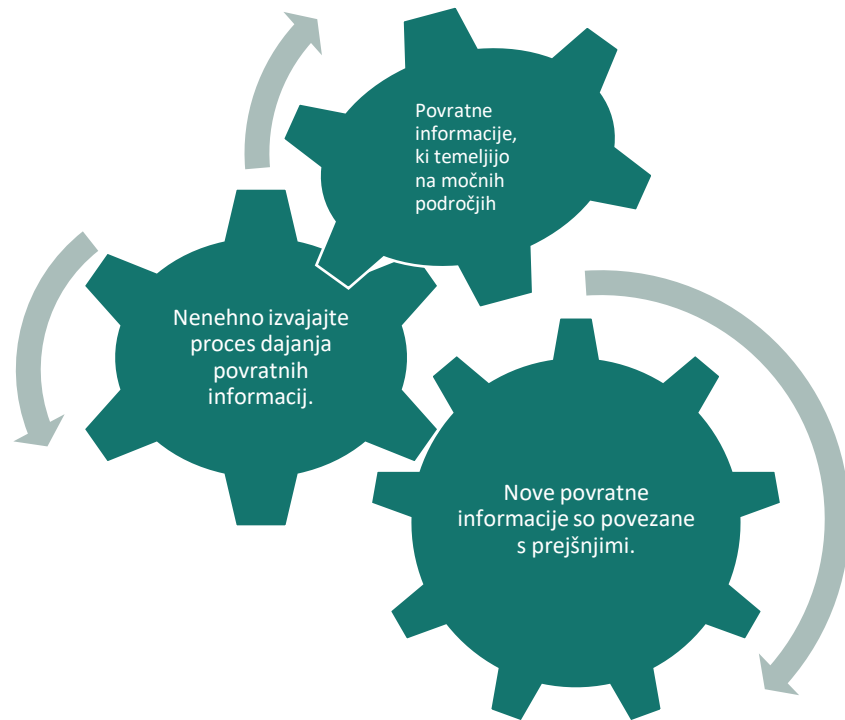 Povratne
informacije,
ki temeljijo
na močnih
področjih
Nenehno izvajajte
proces dajanja
povratnih
informacij.
Nove povratne
informacije so povezane
s prejšnjimi.